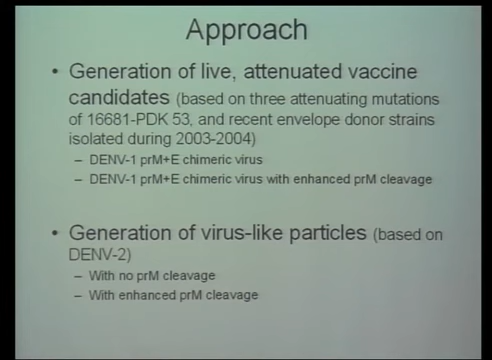 Approach
• Generation of live, attenuated vaccine
candidates (based on three attenuating mutations
of 16681-PDK 53, and recent envelope donor strains
isolated during 2003-2004)
– DENV-1 prM+E chimeric virus
– DENV-1 prM+E chimeric virus with enhanced prM cleavage
• Generation of virus-like particles (based on
DENV-2)
– With no prM cleavage
– With enhanced prM cleavage